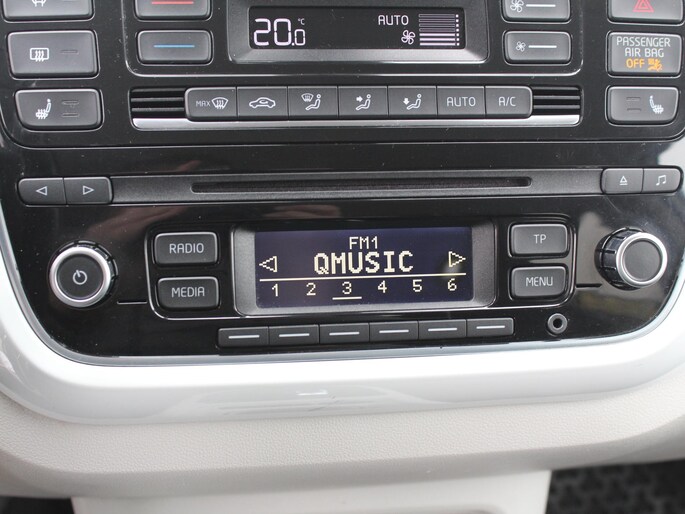 20.0 °C AUTO
PASSENGER
AIR BAG
OFF
MAX AUTO A/C
RADIO FM1 TP
QMUSIC
MEDIA MENU
1 2 3 4 5 6